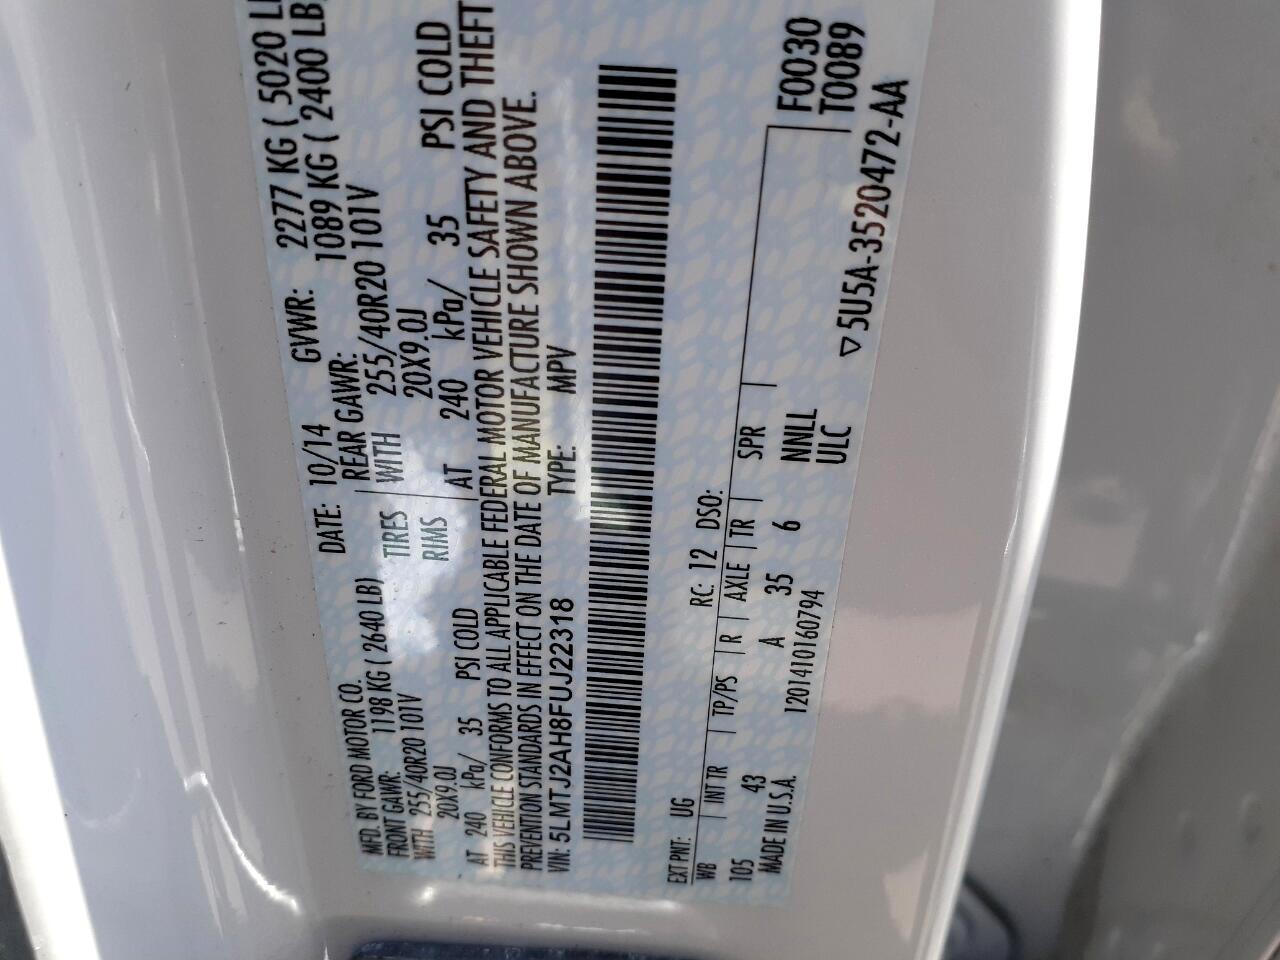 MFD. BY FORD MOTOR CO. DATE: 10/14 GVWR: 2277 KG ( 5020
FRONT GAWR: 1198 KG ( 2640 LB) REAR GAWR: 1089 KG ( 2400 LB
WITH 255/40R20 101V TIRES WITH 255/40R20 101V
20X9.0J RIMS 20X9.0J
AT 240 kPa/ 35 PSI COLD AT 240 kPa/ 35 PSI COLD
THIS VEHICLE CONFORMS TO ALL APPLICABLE FEDERAL MOTOR VEHICLE SAFETY AND THEFT
PREVENTION STANDARDS IN EFFECT ON THE DATE OF MANUFACTURE SHOWN ABOVE.
VIN: 5LMTJ2AH8FUJ22318 TYPE: MPV
EXT PNT: UG RC: 12 DSO: F0030
WB INT TR TP/PS R AXLE TR SPR T0089
105 43 A 35 6 NNLL
ULC
MADE IN U.S.A. 1201410160794
▽ 5U5A-3520472-AA